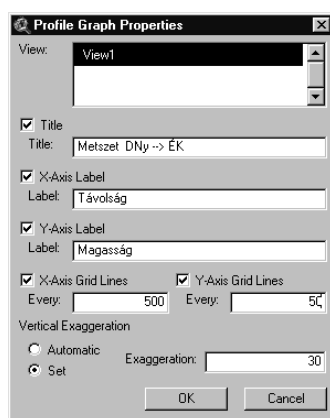 Profile Graph Properties
View:
View1
Title
Title: Metszet DNy --> ÉK
X-Axis Label
Label: Távolság
Y-Axis Label
Label: Magasság
X-Axis Grid Lines Y-Axis Grid Lines
Every: 500 Every: 50
Vertical Exaggeration
Automatic
Exaggeration: 30
Set
OK Cancel